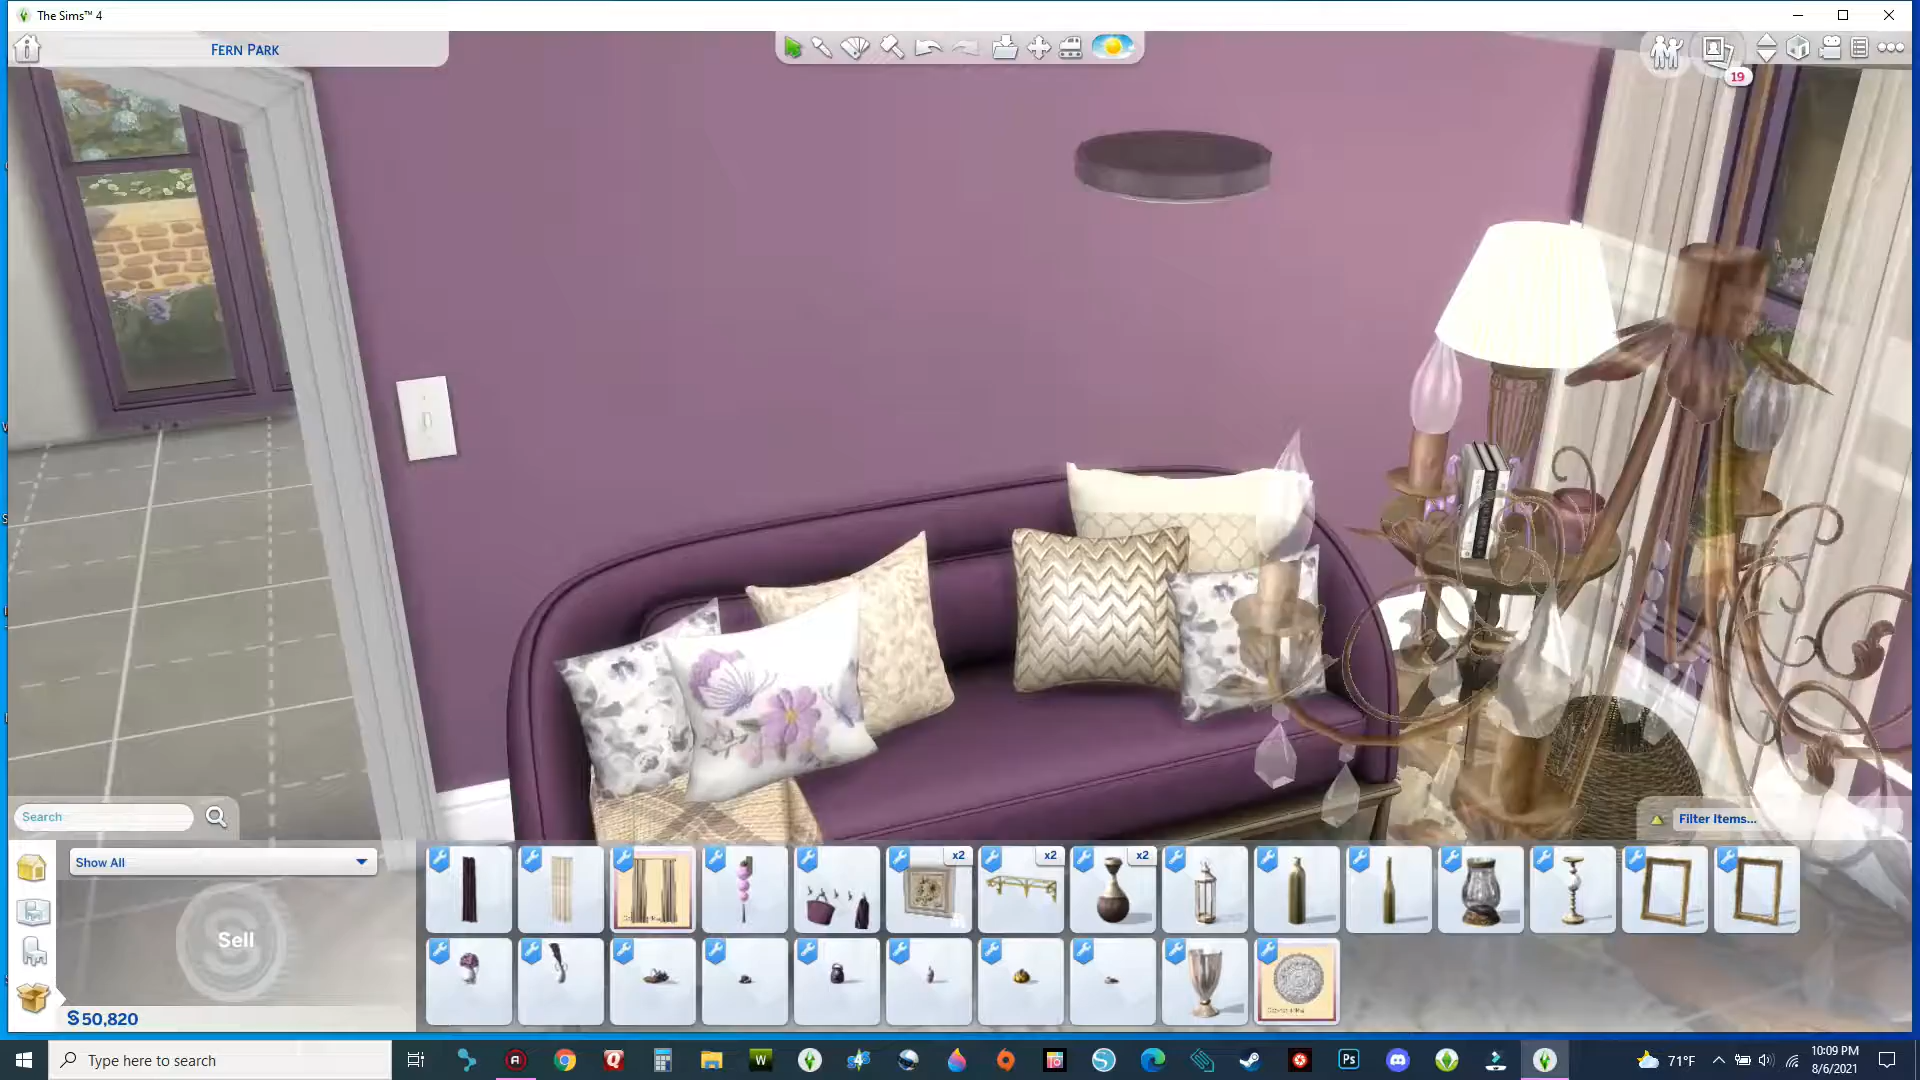 The Sims™ 4
FERN PARK
19
Search
Filter Items...
Show All
x2
x2
x2
Sell
§50,820
Type here to search
A
Q
W
S
Ps
71°F
10:09 PM
8/6/2021